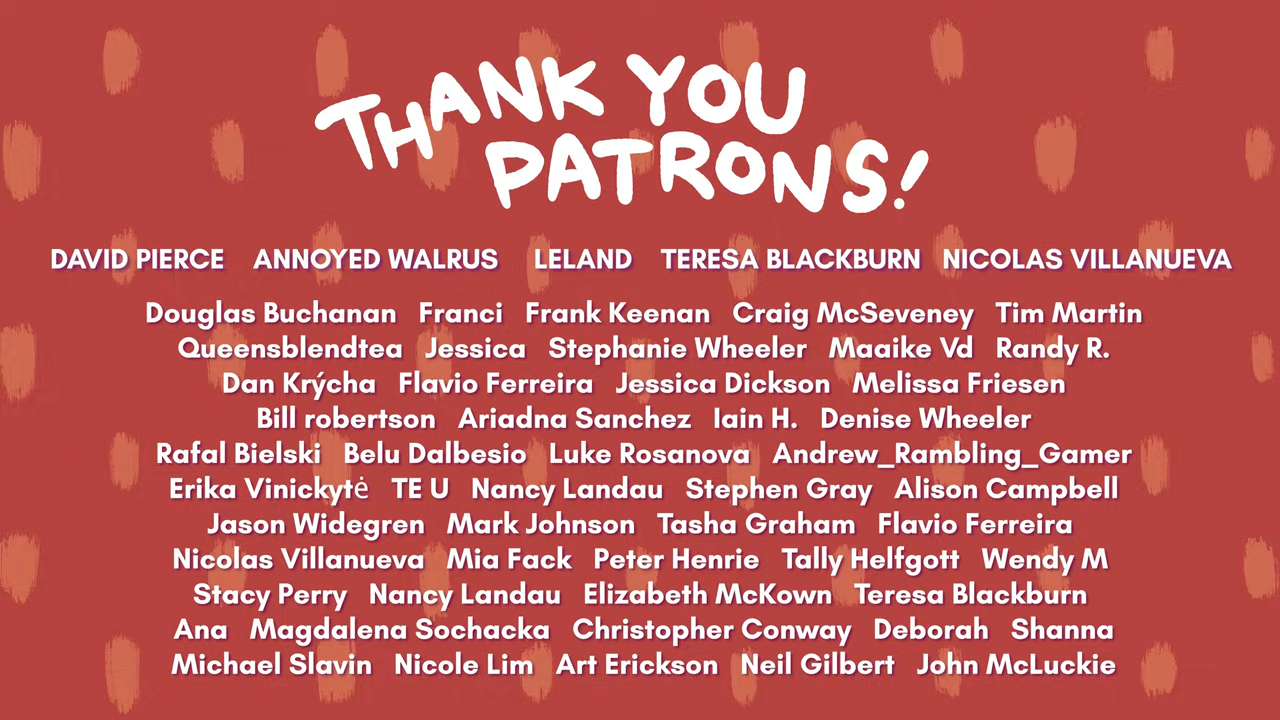 THANK YOU
PATRONS!
DAVID PIERCE ANNOYED WALRUS LELAND TERESA BLACKBURN NICOLAS VILLANUEVA
Douglas Buchanan Franci Frank Keenan Craig McSeveney Tim Martin
Queensblendtea Jessica Stephanie Wheeler Maaike Vd Randy R.
Dan Krýcha Flavio Ferreira Jessica Dickson Melissa Friesen
Bill robertson Ariadna Sanchez Iain H. Denise Wheeler
Rafal Bielski Belu Dalbesio Luke Rosanova Andrew_Rambling_Gamer
Erika Vinickytė TE U Nancy Landau Stephen Gray Alison Campbell
Jason Widegren Mark Johnson Tasha Graham Flavio Ferreira
Nicolas Villanueva Mia Fack Peter Henrie Tally Helfgott Wendy M
Stacy Perry Nancy Landau Elizabeth McKown Teresa Blackburn
Ana Magdalena Sochacka Christopher Conway Deborah Shanna
Michael Slavin Nicole Lim Art Erickson Neil Gilbert John McLuckie